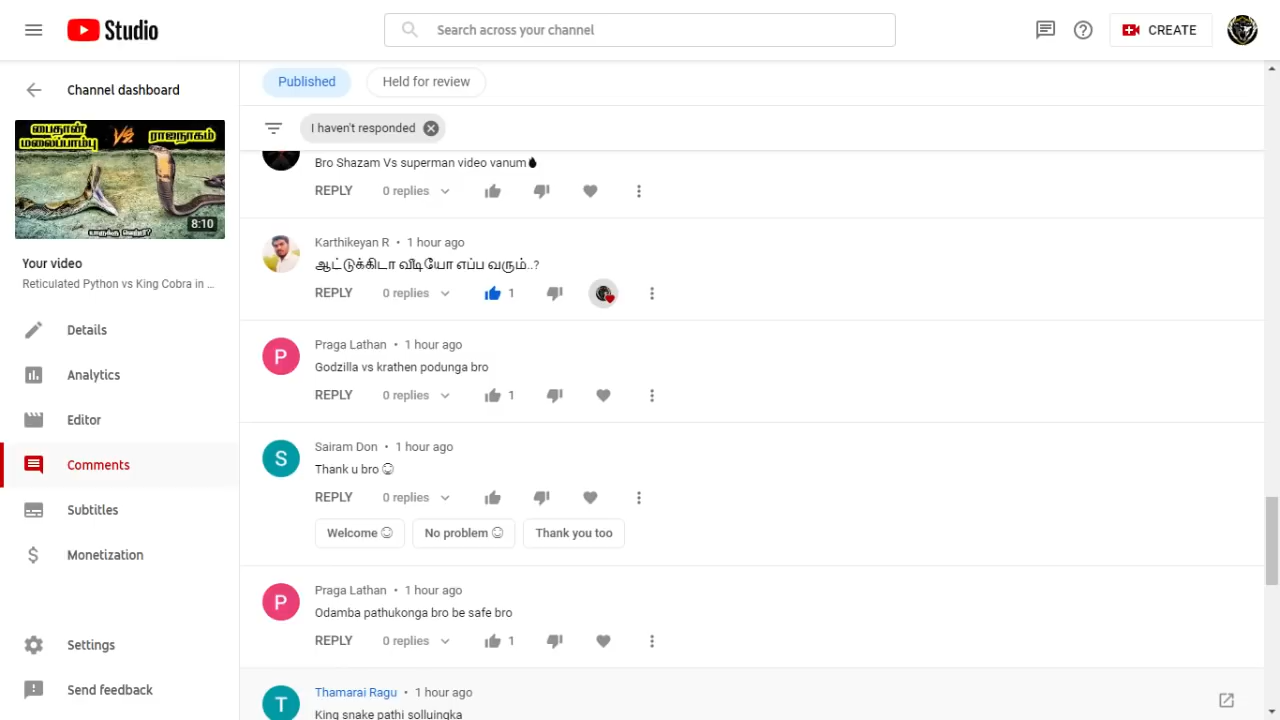 Studio
Search across your channel
CREATE
Channel dashboard
Published
Held for review
I haven't responded
பைதான் மலைப்பாம்பு VS ராஜநாகம்
8:10
Your video
Reticulated Python vs King Cobra in ...
Details
Analytics
Editor
Comments
Subtitles
Monetization
Settings
Send feedback
Bro Shazam Vs superman video vanum
REPLY 0 replies
Karthikeyan R • 1 hour ago
ஆட்டுக்கிடா வீடியோ எப்ப வரும்..?
REPLY 0 replies 1
Praga Lathan • 1 hour ago
Godzilla vs krathen podunga bro
REPLY 0 replies 1
Sairam Don • 1 hour ago
Thank u bro ☺
REPLY 0 replies
Welcome ☺ No problem ☺ Thank you too
Praga Lathan • 1 hour ago
Odamba pathukonga bro be safe bro
REPLY 0 replies 1
Thamarai Ragu • 1 hour ago
King snake pathi solluingka